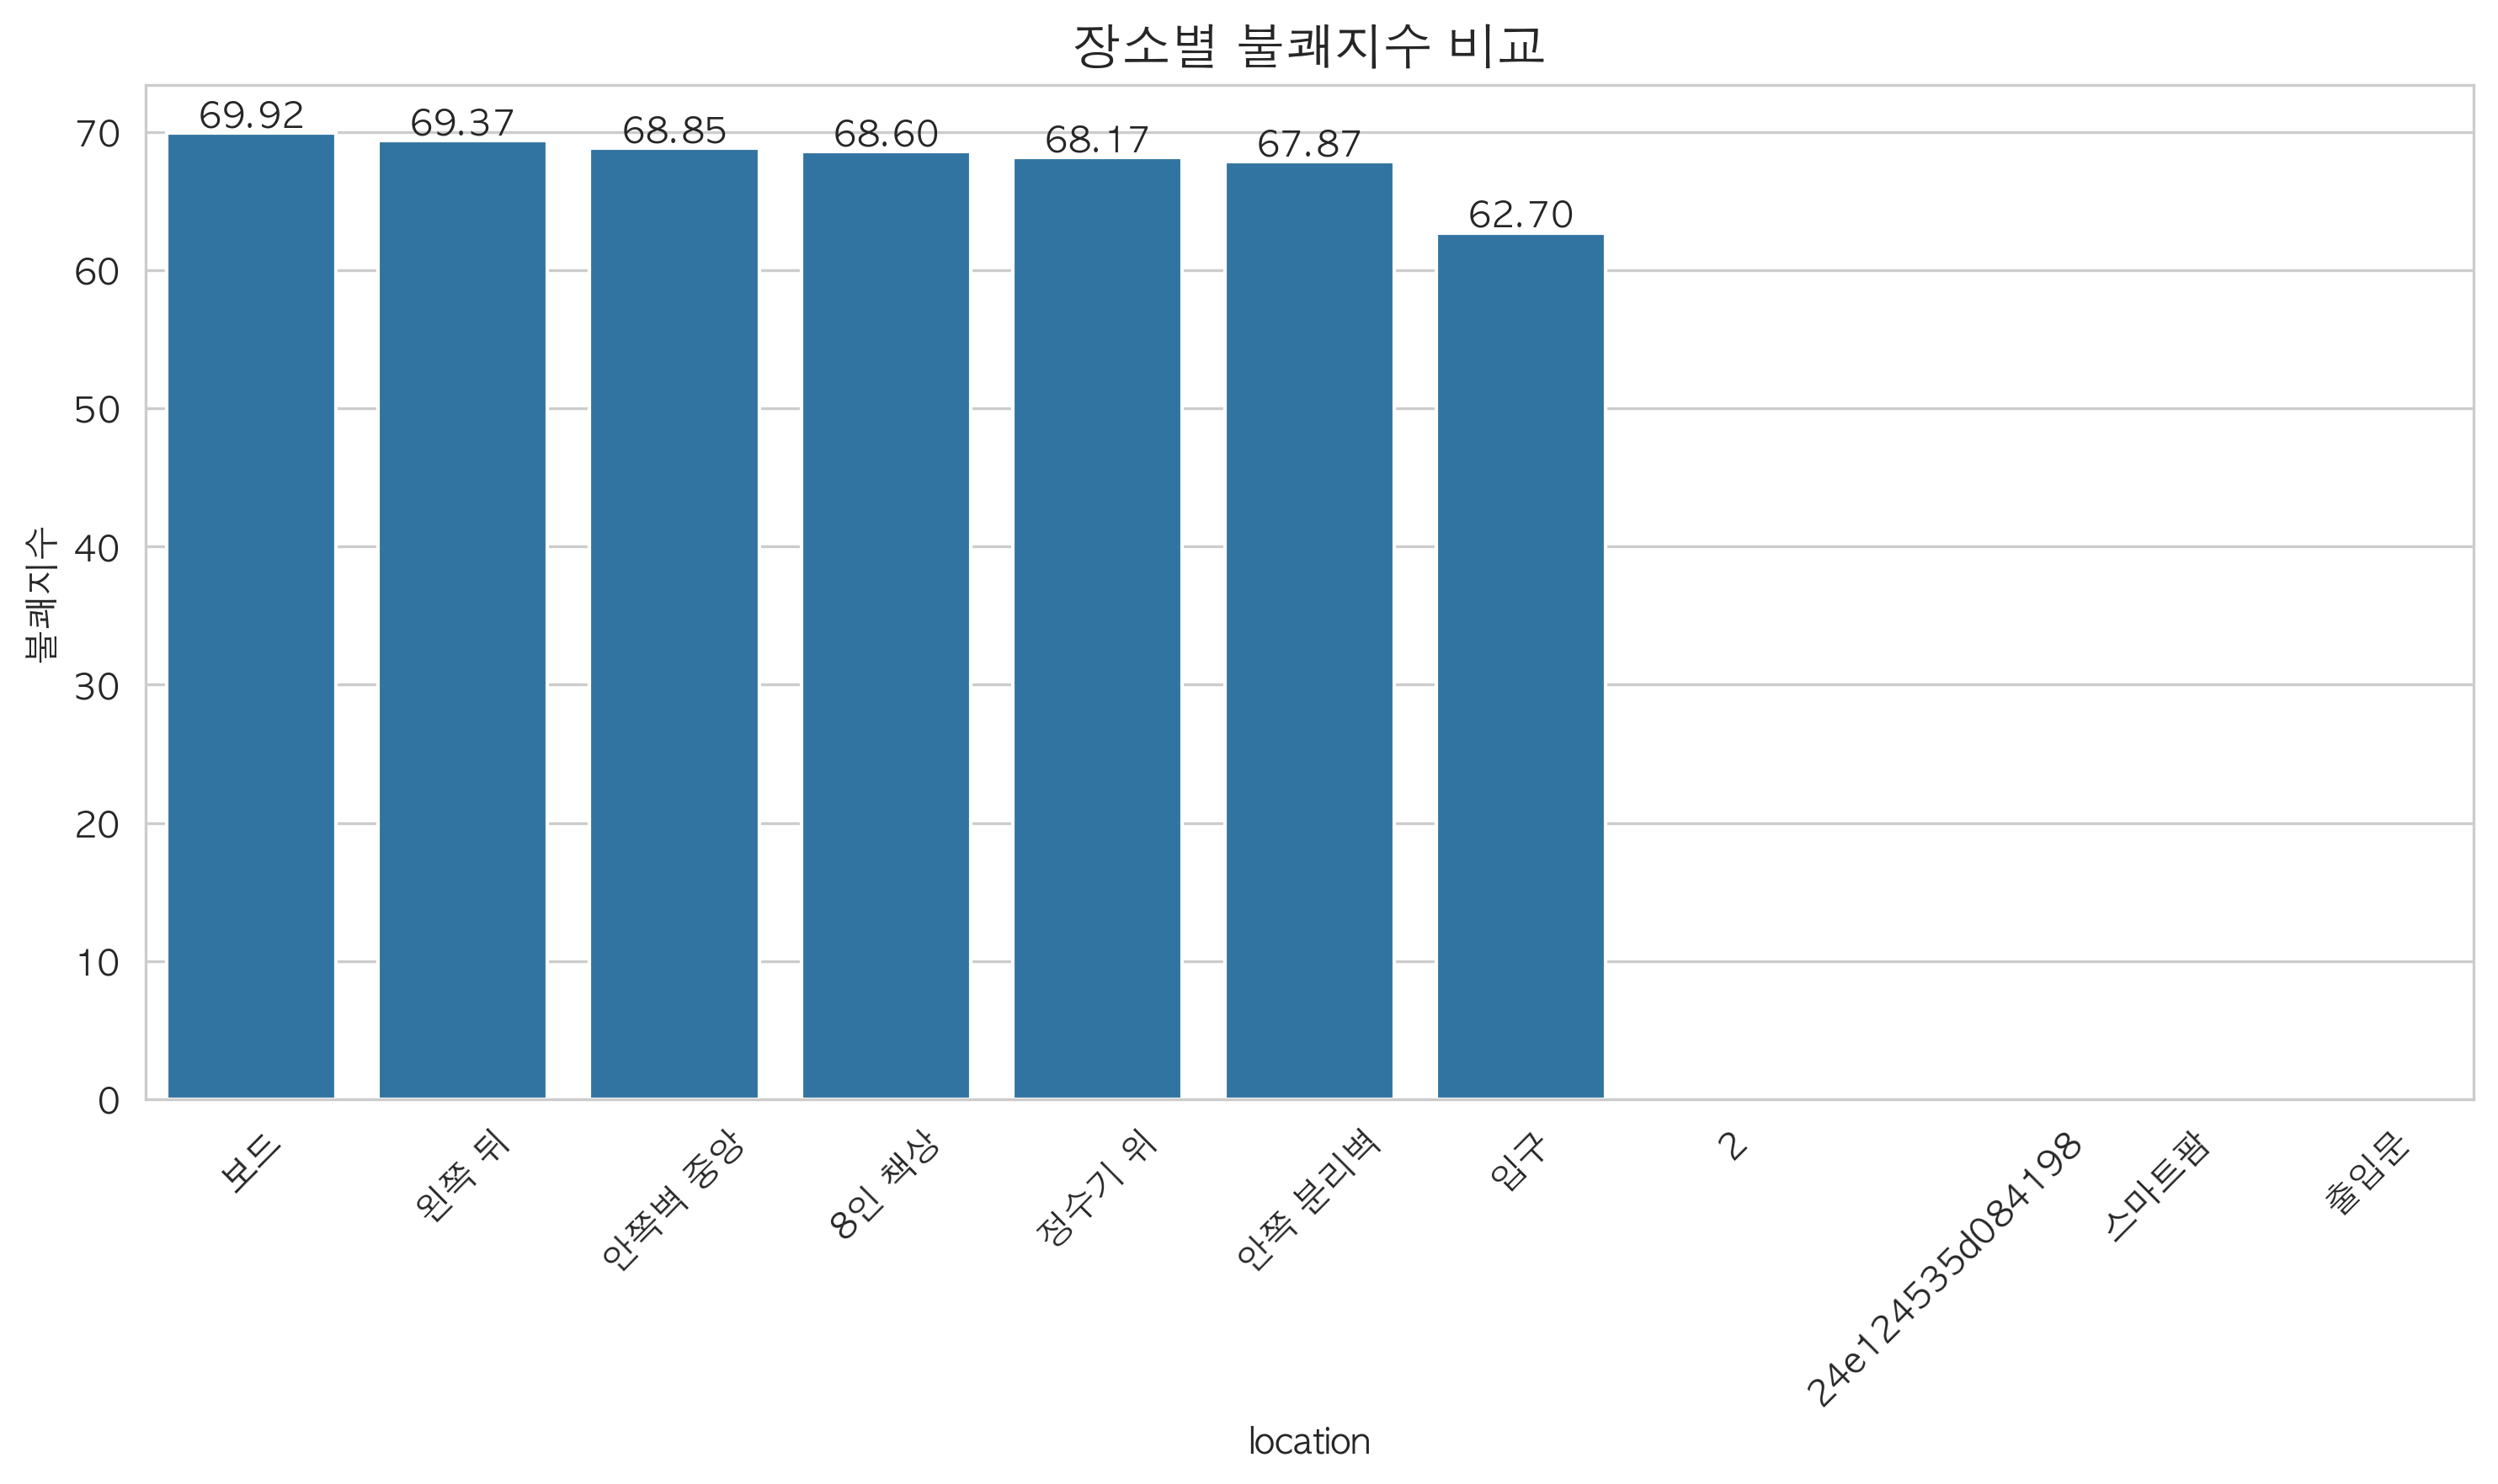 장소별 불쾌지수 비교
불쾌지수
70
60
50
40
30
20
10
0
69.92
69.37
68.85
68.60
68.17
67.87
62.70
보드
왼쪽 뒤
안쪽벽 중앙
8인 책상
정수기 위
안쪽 분리벽
입구
2
24e124535d084198
스마트팜
출입문
location